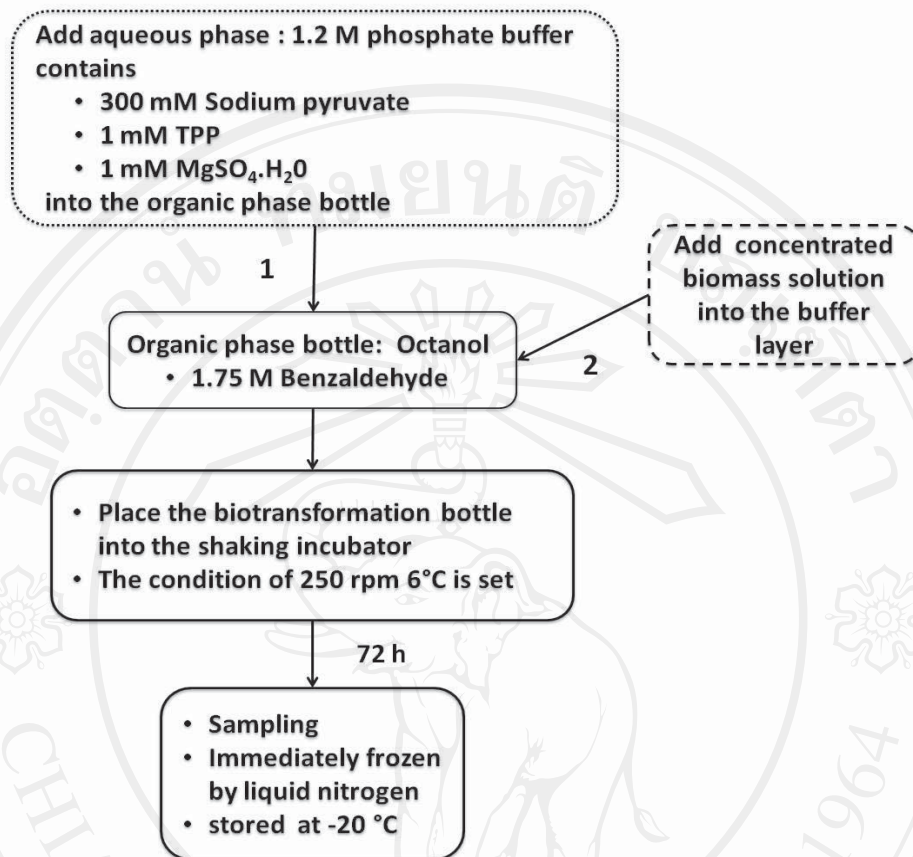 Add aqueous phase : 1.2 M phosphate buffer
contains
• 300 mM Sodium pyruvate
• 1 mM TPP
• 1 mM MgSO₄.H₂0
into the organic phase bottle
1
Add concentrated
biomass solution
into the buffer
layer
2
Organic phase bottle: Octanol
• 1.75 M Benzaldehyde
• Place the biotransformation bottle
into the shaking incubator
• The condition of 250 rpm 6°C is set
72 h
• Sampling
• Immediately frozen
by liquid nitrogen
• stored at -20 °C
CHI
1964